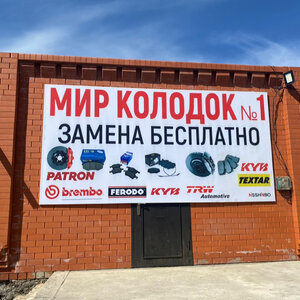 МИР КОЛОДОК №1
ЗАМЕНА БЕСПЛАТНО
PATRON
KYB
TEXTAR
brembo
FERODO
KYB
TRW
Automotive
NISSHINBO